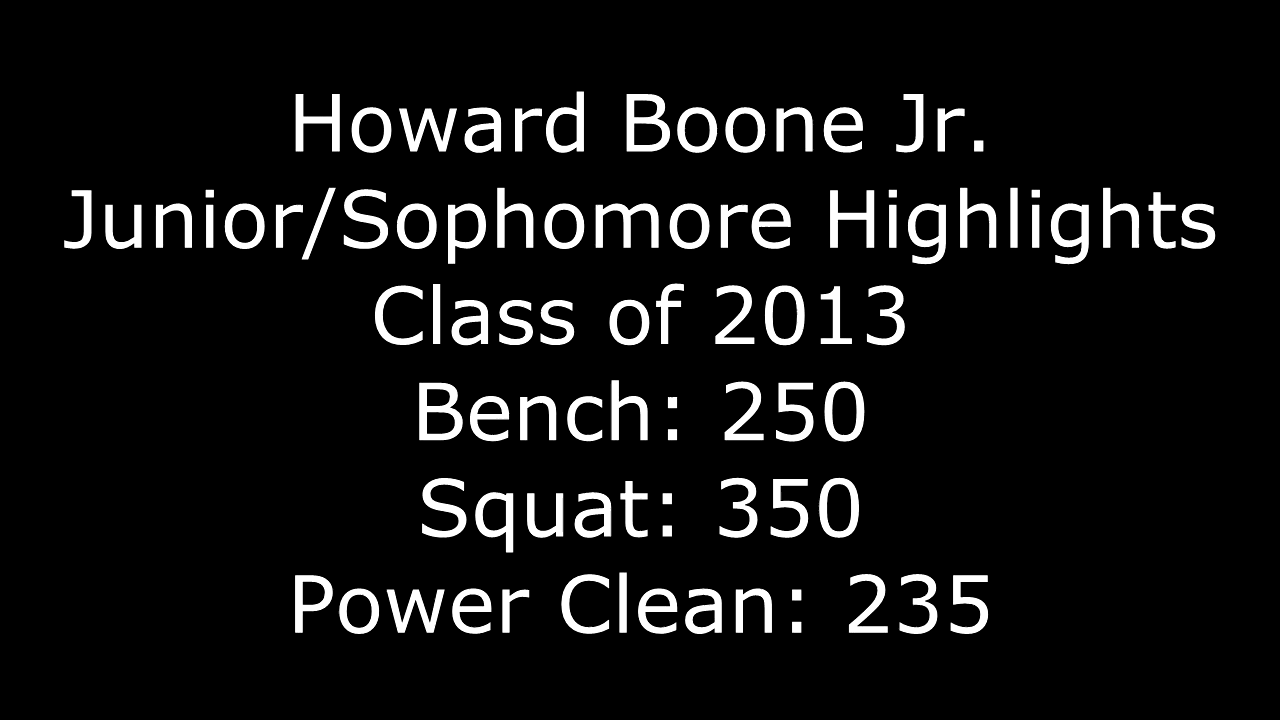 Howard Boone Jr.
Junior/Sophomore Highlights
Class of 2013
Bench: 250
Squat: 350
Power Clean: 235